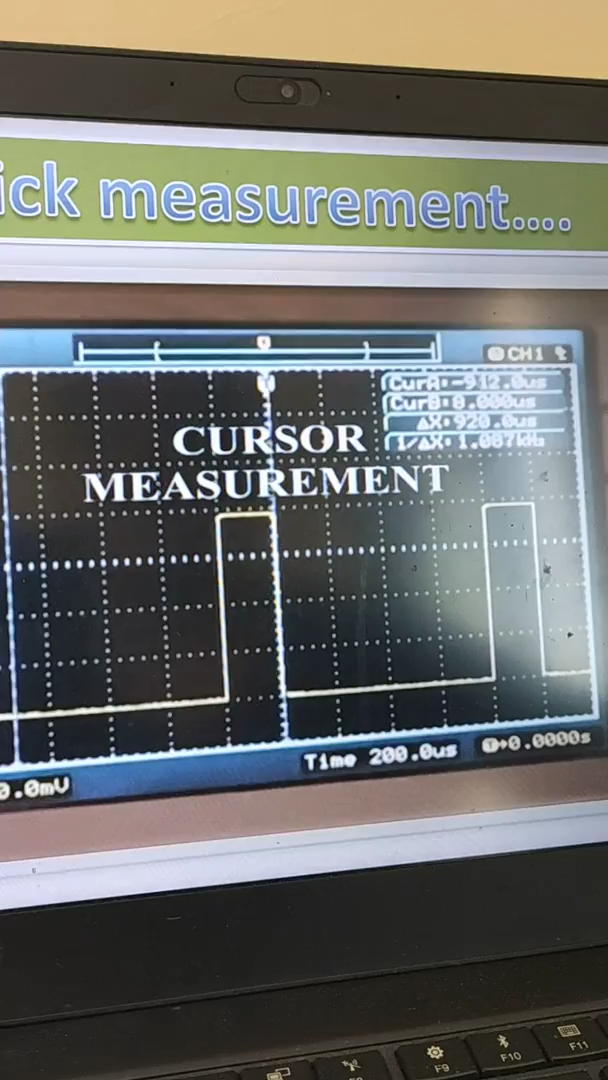 ick measurement....
CH1
CurA:-912.0us
CurB:8.000us
ΔX:920.0us
1/ΔX:1.087kHz
CURSOR
MEASUREMENT
Time 200.0us
0.0000s
0.0mV
F9
F10
F11